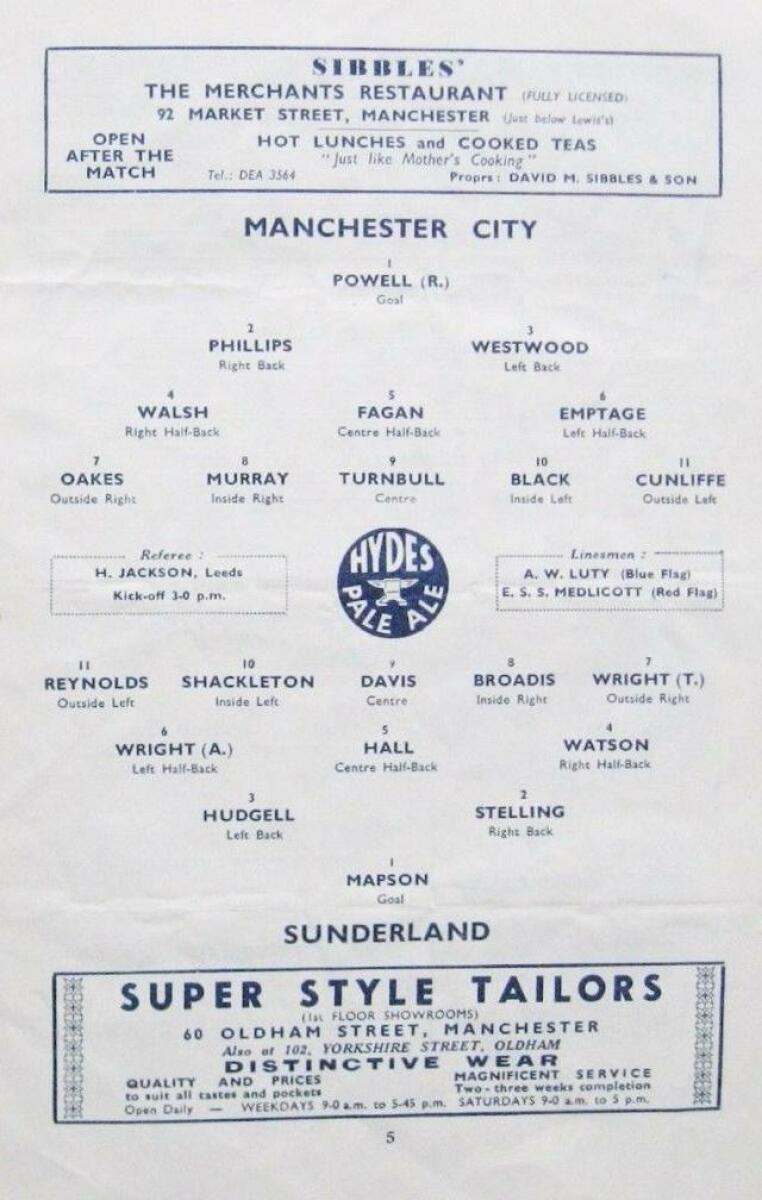 SIBBLES'
THE MERCHANTS RESTAURANT (FULLY LICENSED)
92 MARKET STREET, MANCHESTER (Just below Lewis's)
OPEN AFTER THE MATCH
HOT LUNCHES and COOKED TEAS
"Just like Mother's Cooking"
Tel.: DEA 3564 Proprs: DAVID M. SIBBLES & SON
MANCHESTER CITY
1
POWELL (R.)
Goal
2 3
PHILLIPS WESTWOOD
Right Back Left Back
4 5 6
WALSH FAGAN EMPTAGE
Right Half-Back Centre Half-Back Left Half-Back
7 8 9 10 11
OAKES MURRAY TURNBULL BLACK CUNLIFFE
Outside Right Inside Right Centre Inside Left Outside Left
Referee :
H. JACKSON, Leeds
Kick-off 3-0 p.m.
HYDES
PALE ALE
Linesmen :
A. W. LUTY (Blue Flag)
E. S. S. MEDLICOTT (Red Flag)
11 10 9 8 7
REYNOLDS SHACKLETON DAVIS BROADIS WRIGHT (T.)
Outside Left Inside Left Centre Inside Right Outside Right
6 5 4
WRIGHT (A.) HALL WATSON
Left Half-Back Centre Half-Back Right Half-Back
3 2
HUDGELL STELLING
Left Back Right Back
1
MAPSON
Goal
SUNDERLAND
SUPER STYLE TAILORS
(1st FLOOR SHOWROOMS)
60 OLDHAM STREET, MANCHESTER
Also at 102, YORKSHIRE STREET, OLDHAM
DISTINCTIVE WEAR
QUALITY AND PRICES MAGNIFICENT SERVICE
to suit all tastes and pockets Two-three weeks completion
Open Daily — WEEKDAYS 9-0 a.m. to 5-45 p.m. SATURDAYS 9-0 a.m. to 5 p.m.
5